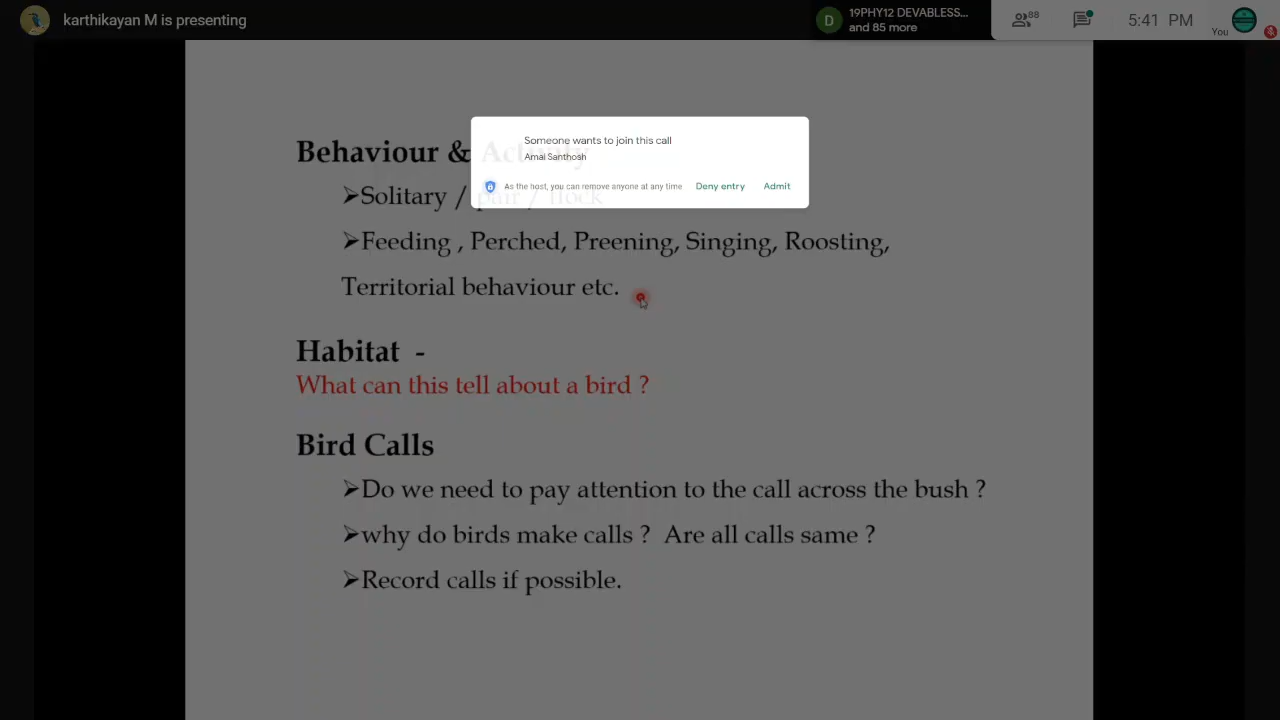 karthikayan M is presenting
19PHY12 DEVABLESS...
and 85 more
88
5:41 PM
You
D
Someone wants to join this call
Amal Santhosh
As the host, you can remove anyone at any time Deny entry Admit
Behaviour & Activity
➢Solitary / pair / flock
➢Feeding , Perched, Preening, Singing, Roosting,
Territorial behaviour etc.
Habitat -
What can this tell about a bird ?
Bird Calls
➢Do we need to pay attention to the call across the bush ?
➢why do birds make calls ? Are all calls same ?
➢Record calls if possible.